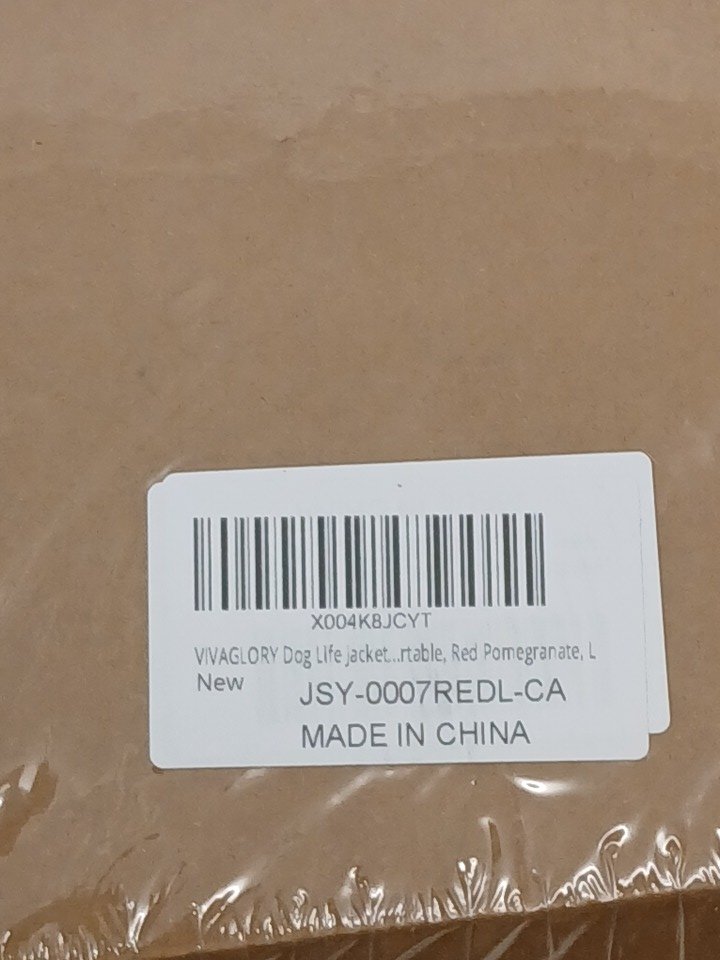 X004K8JCYT
VIVAGLORY Dog Life jacket...rtable, Red Pomegranate, L
New
JSY-0007REDL-CA
MADE IN CHINA